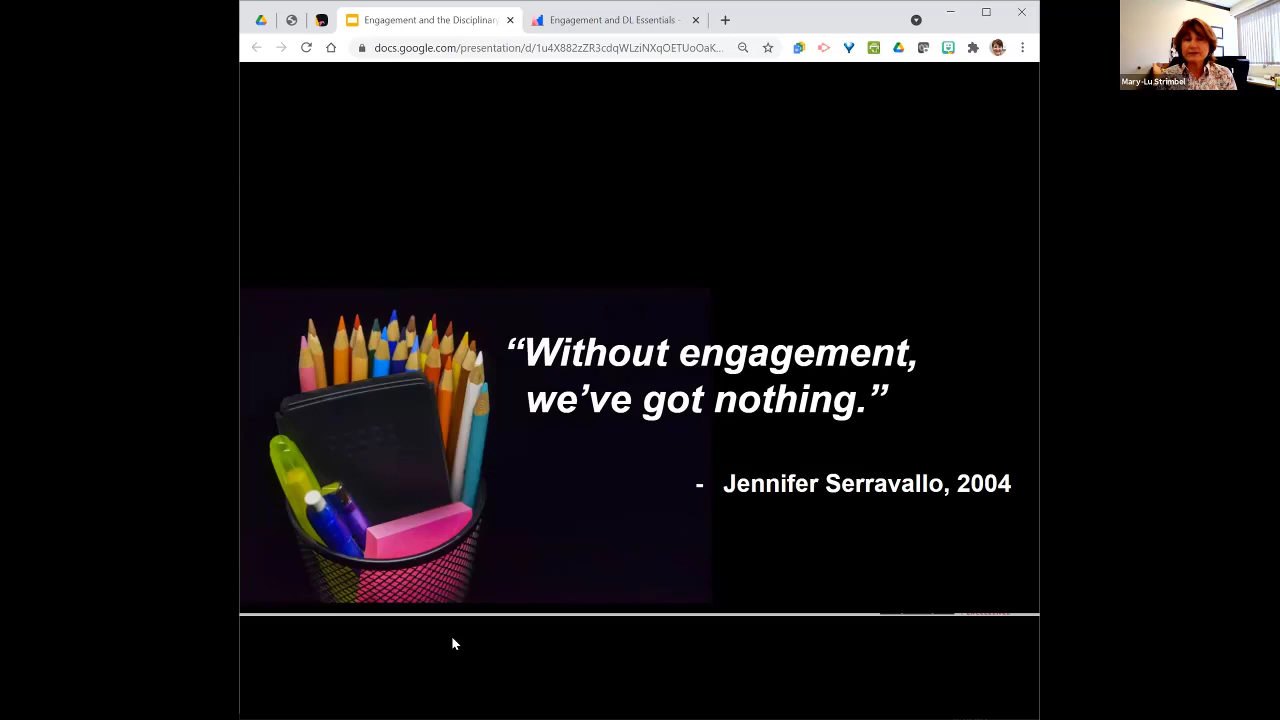 Engagement and the Disciplinary
Engagement and DL Essentials -
docs.google.com/presentation/d/1u4X882zZR3cdqWLziNXqOETUcOaK...
Mary-Lu Strimbel
“Without engagement,
we’ve got nothing.”
- Jennifer Serravallo, 2004